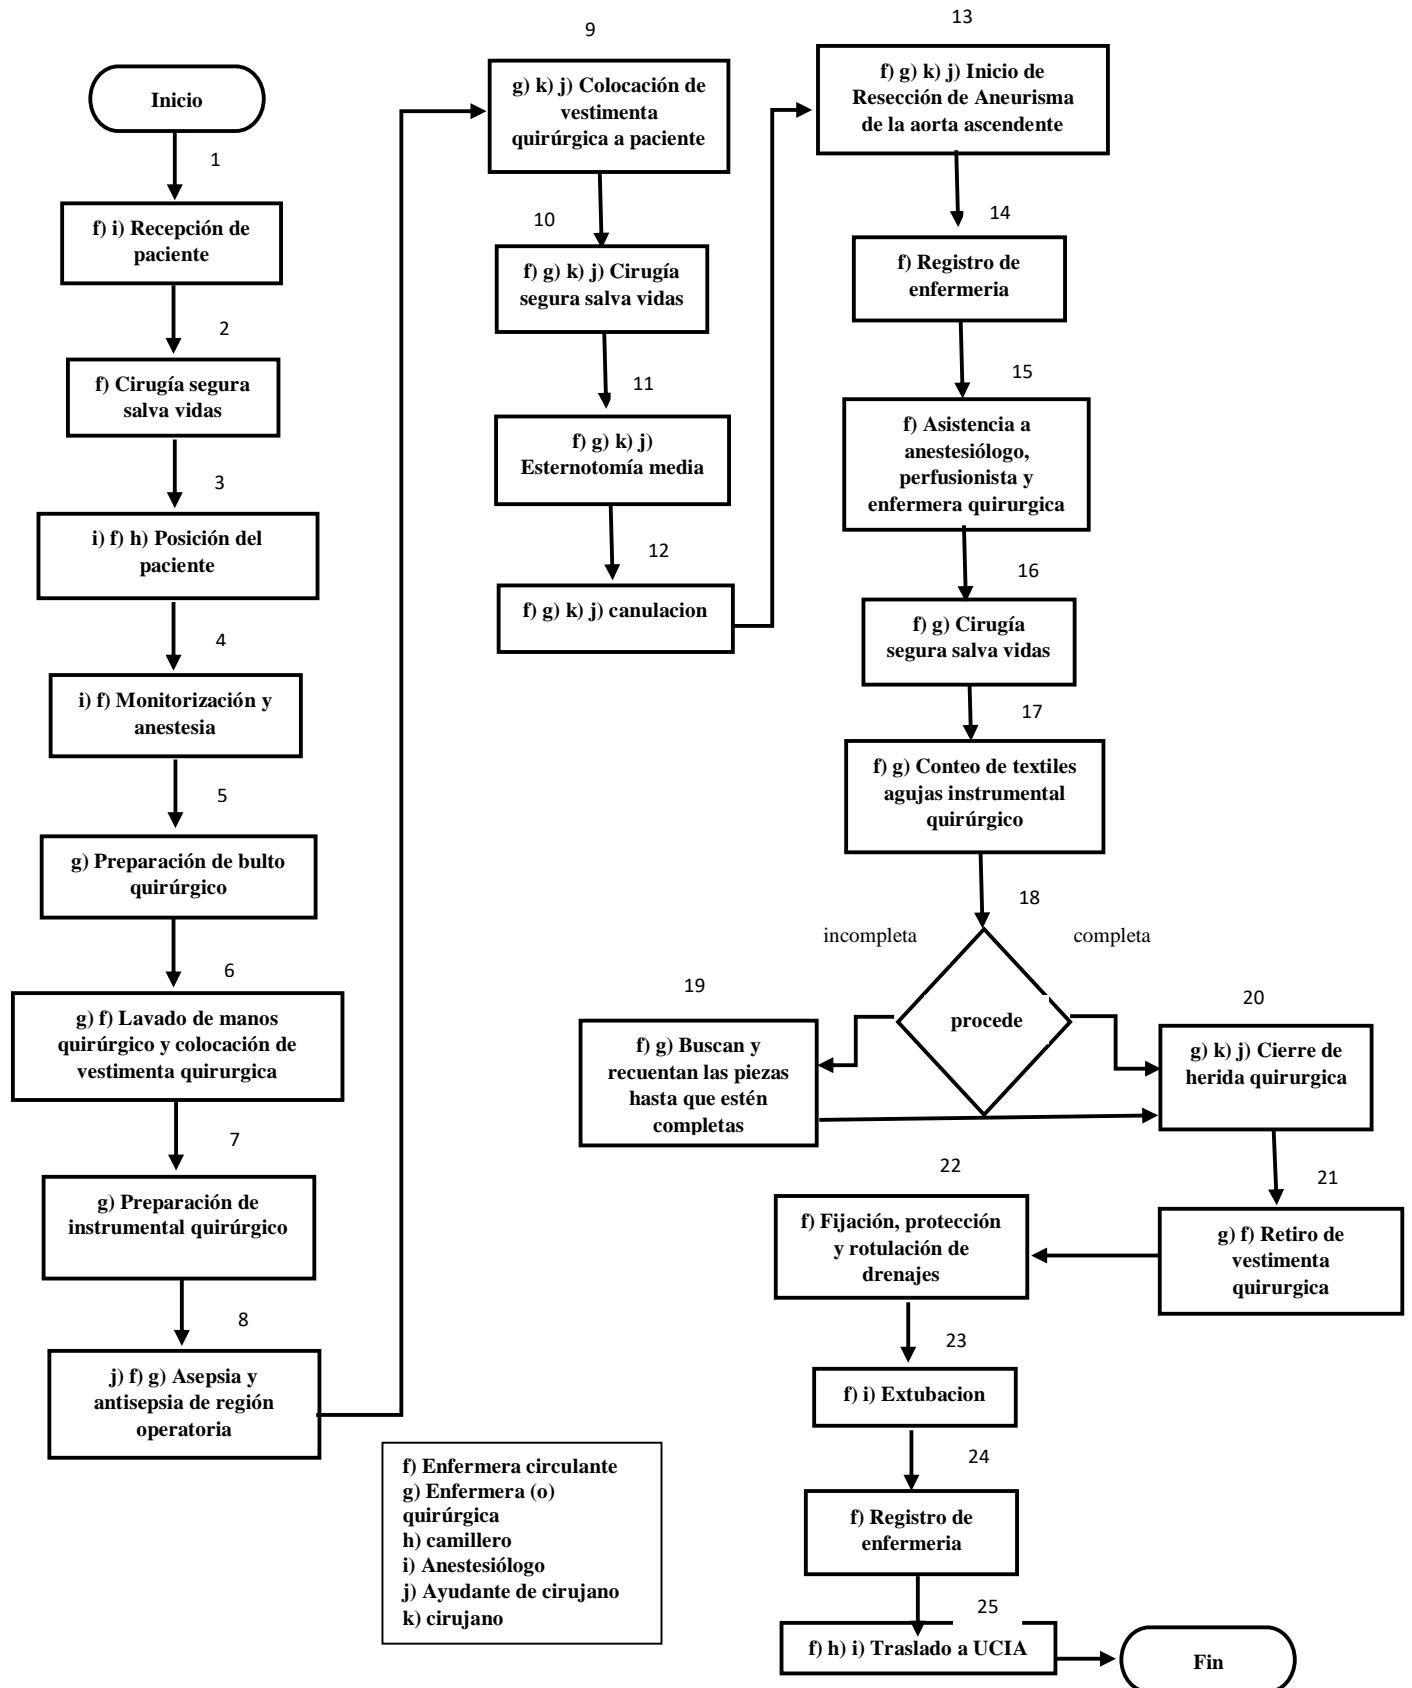 Inicio
1
f) i) Recepción de
paciente
2
f) Cirugía segura
salva vidas
3
i) f) h) Posición del
paciente
4
i) f) Monitorización y
anestesia
5
g) Preparación de bulto
quirúrgico
6
g) f) Lavado de manos
quirúrgico y colocación de
vestimenta quirurgica
7
g) Preparación de
instrumental quirúrgico
8
j) f) g) Asepsia y
antisepsia de región
operatoria
9
g) k) j) Colocación de
vestimenta
quirúrgica a paciente
10
f) g) k) j) Cirugía
segura salva vidas
11
f) g) k) j)
Esternotomía media
12
f) g) k) j) canulacion
13
f) g) k) j) Inicio de
Resección de Aneurisma
de la aorta ascendente
14
f) Registro de
enfermeria
15
f) Asistencia a
anestesiólogo,
perfusionista y
enfermera quirurgica
16
f) g) Cirugía
segura salva vidas
17
f) g) Conteo de textiles
agujas instrumental
quirúrgico
18
incompleta
completa
procede
19
f) g) Buscan y
recuentan las piezas
hasta que estén
completas
20
g) k) j) Cierre de
herida quirurgica
21
g) f) Retiro de
vestimenta
quirurgica
22
f) Fijación, protección
y rotulación de
drenajes
23
f) i) Extubacion
24
f) Registro de
enfermeria
25
f) h) i) Traslado a UCIA
Fin
f) Enfermera circulante
g) Enfermera (o)
quirúrgica
h) camillero
i) Anestesiólogo
j) Ayudante de cirujano
k) cirujano